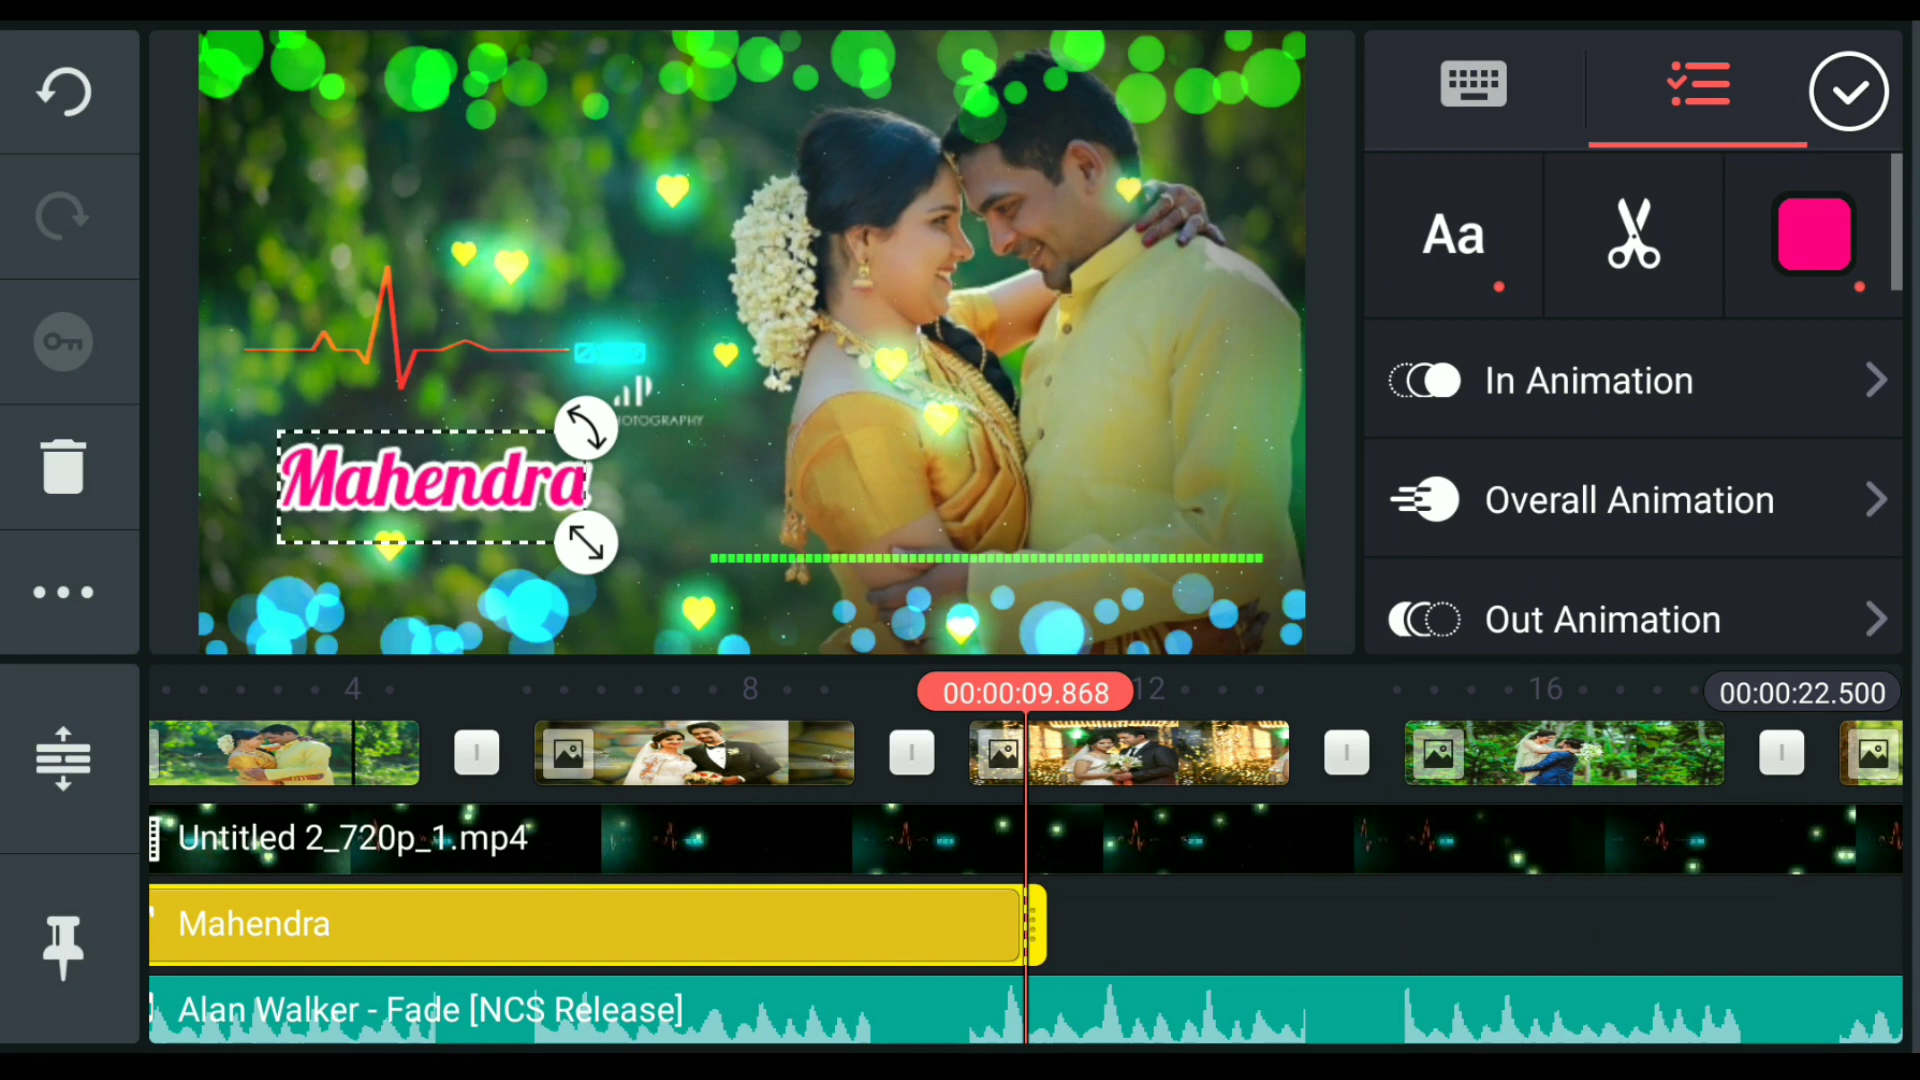 Aa
In Animation
Overall Animation
Out Animation
Mahendra
4
8
00:00:09.868
12
16
00:00:22.500
Untitled 2_720p_1.mp4
Mahendra
Alan Walker - Fade [NCS Release]